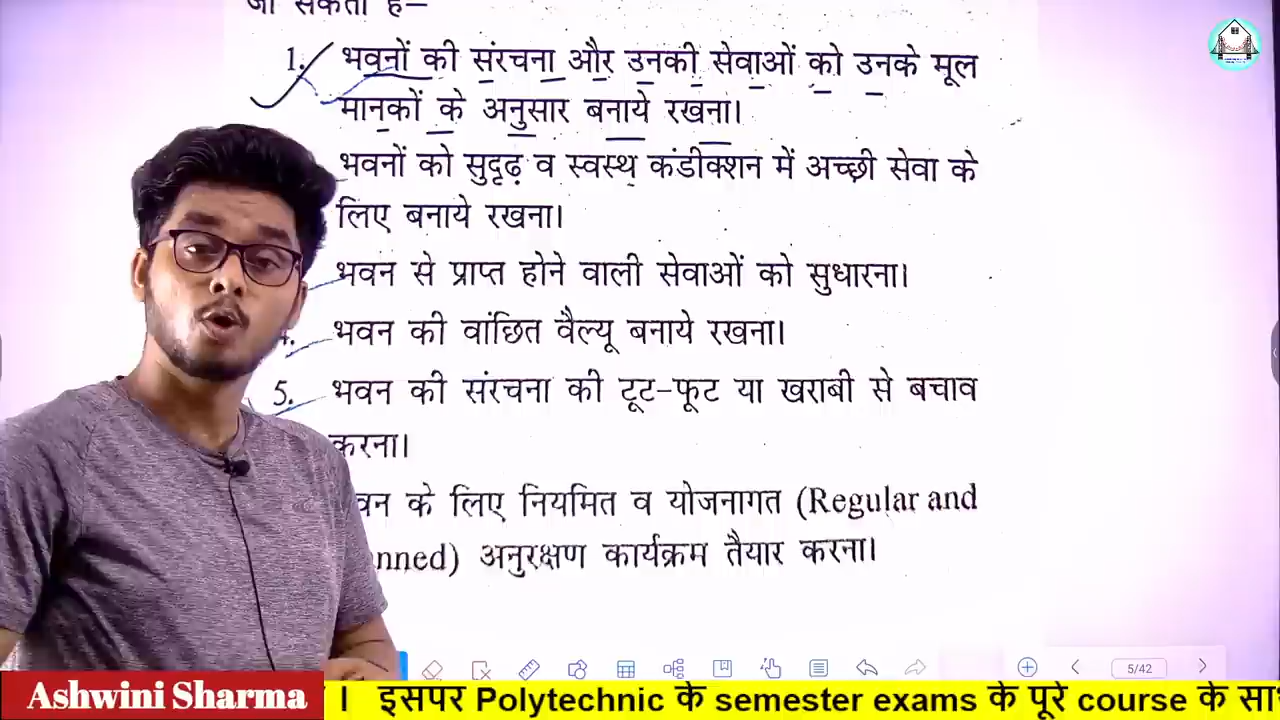 जा सकता है–
1. भवनों की संरचना और उनकी सेवाओं को उनके मूल
मानकों के अनुसार बनाये रखना।
भवनों को सुदृढ़ व स्वस्थ कंडीक्शन में अच्छी सेवा के
लिए बनाये रखना।
भवन से प्राप्त होने वाली सेवाओं को सुधारना।
4. भवन की वांछित वैल्यू बनाये रखना।
5. भवन की संरचना की टूट-फूट या खराबी से बचाव
करना।
वन के लिए नियमित व योजनागत (Regular and
nned) अनुरक्षण कार्यक्रम तैयार करना।
5/42
Ashwini Sharma
। इसपर Polytechnic के semester exams के पूरे course के सा